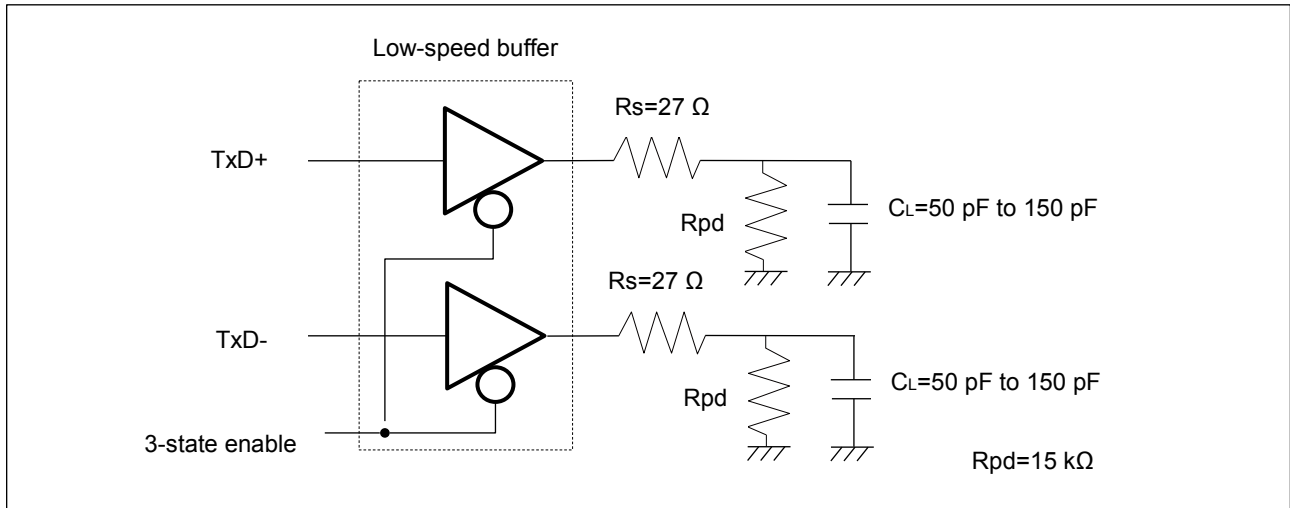 Low-speed buffer
Rs=27 Ω
TxD+
Rpd
CL=50 pF to 150 pF
Rs=27 Ω
TxD-
Rpd
CL=50 pF to 150 pF
3-state enable
Rpd=15 kΩ